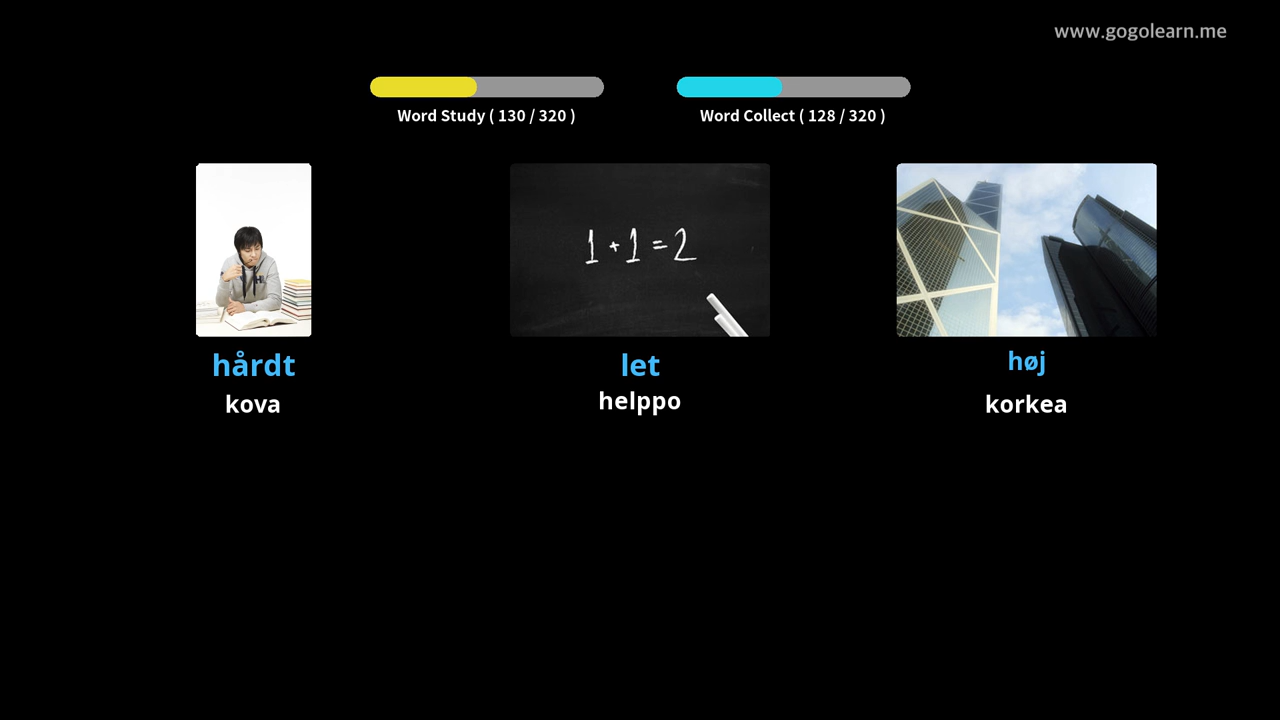 www.gogolearn.me
Word Study ( 130 / 320 )
Word Collect ( 128 / 320 )
1 + 1 = 2
hårdt
kova
let
helppo
høj
korkea